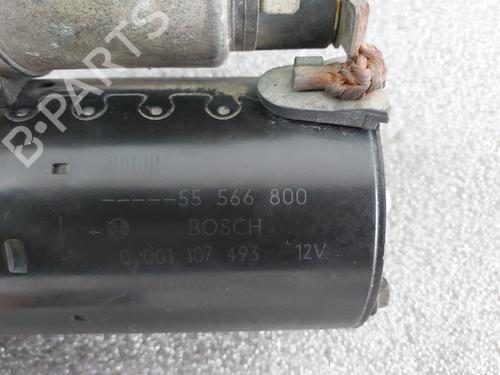 B-PARTS
-----55 566 800
BOSCH
0 001 107 493 12V